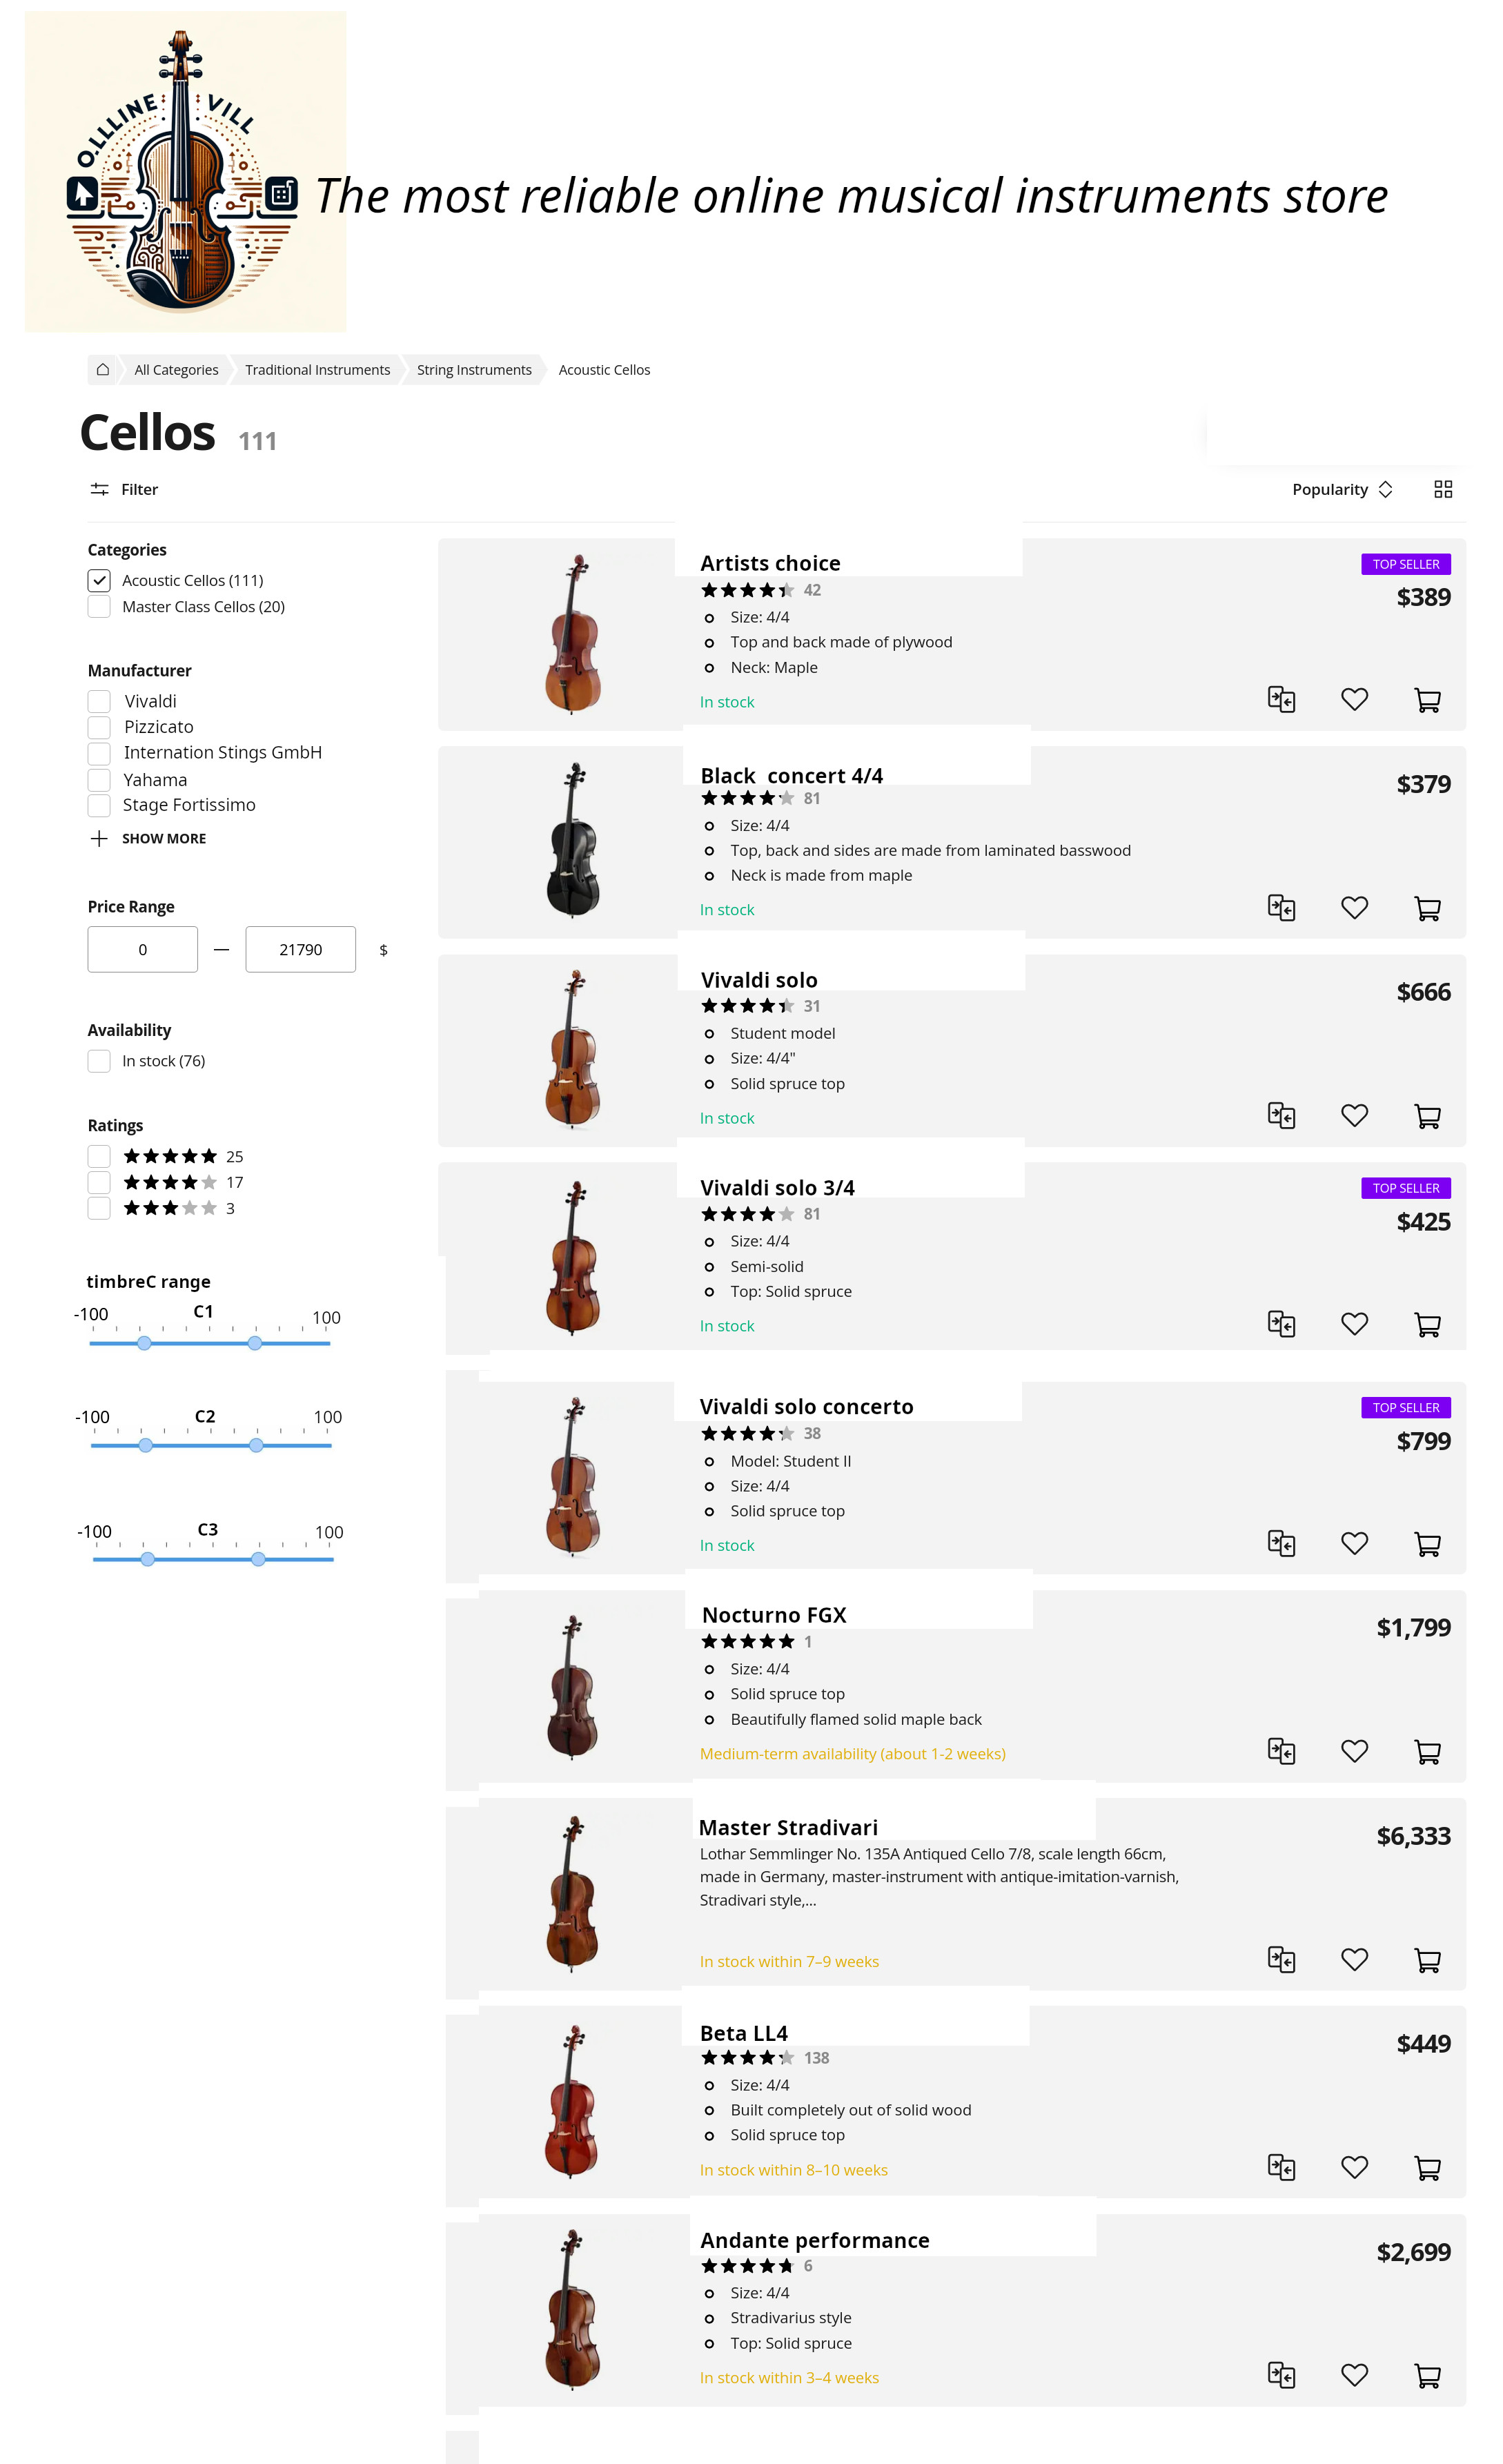 O.LLLINE VILL
The most reliable online musical instruments store
All Categories Traditional Instruments String Instruments Acoustic Cellos
Cellos 111
Filter
Popularity
Categories
Acoustic Cellos (111)
Master Class Cellos (20)
Manufacturer
Vivaldi
Pizzicato
Internation Stings GmbH
Yahama
Stage Fortissimo
SHOW MORE
Price Range
0 — 21790 $
Availability
In stock (76)
Ratings
25
17
3
timbreC range
-100 C1 100
-100 C2 100
-100 C3 100
Artists choice
TOP SELLER
42
$389
Size: 4/4
Top and back made of plywood
Neck: Maple
In stock
Black concert 4/4
$379
81
Size: 4/4
Top, back and sides are made from laminated basswood
Neck is made from maple
In stock
Vivaldi solo
$666
31
Student model
Size: 4/4"
Solid spruce top
In stock
Vivaldi solo 3/4
TOP SELLER
81
$425
Size: 4/4
Semi-solid
Top: Solid spruce
In stock
Vivaldi solo concerto
TOP SELLER
38
$799
Model: Student II
Size: 4/4
Solid spruce top
In stock
Nocturno FGX
$1,799
1
Size: 4/4
Solid spruce top
Beautifully flamed solid maple back
Medium-term availability (about 1-2 weeks)
Master Stradivari
$6,333
Lothar Semmlinger No. 135A Antiqued Cello 7/8, scale length 66cm,
made in Germany, master-instrument with antique-imitation-varnish,
Stradivari style,...
In stock within 7–9 weeks
Beta LL4
$449
138
Size: 4/4
Built completely out of solid wood
Solid spruce top
In stock within 8–10 weeks
Andante performance
$2,699
6
Size: 4/4
Stradivarius style
Top: Solid spruce
In stock within 3–4 weeks